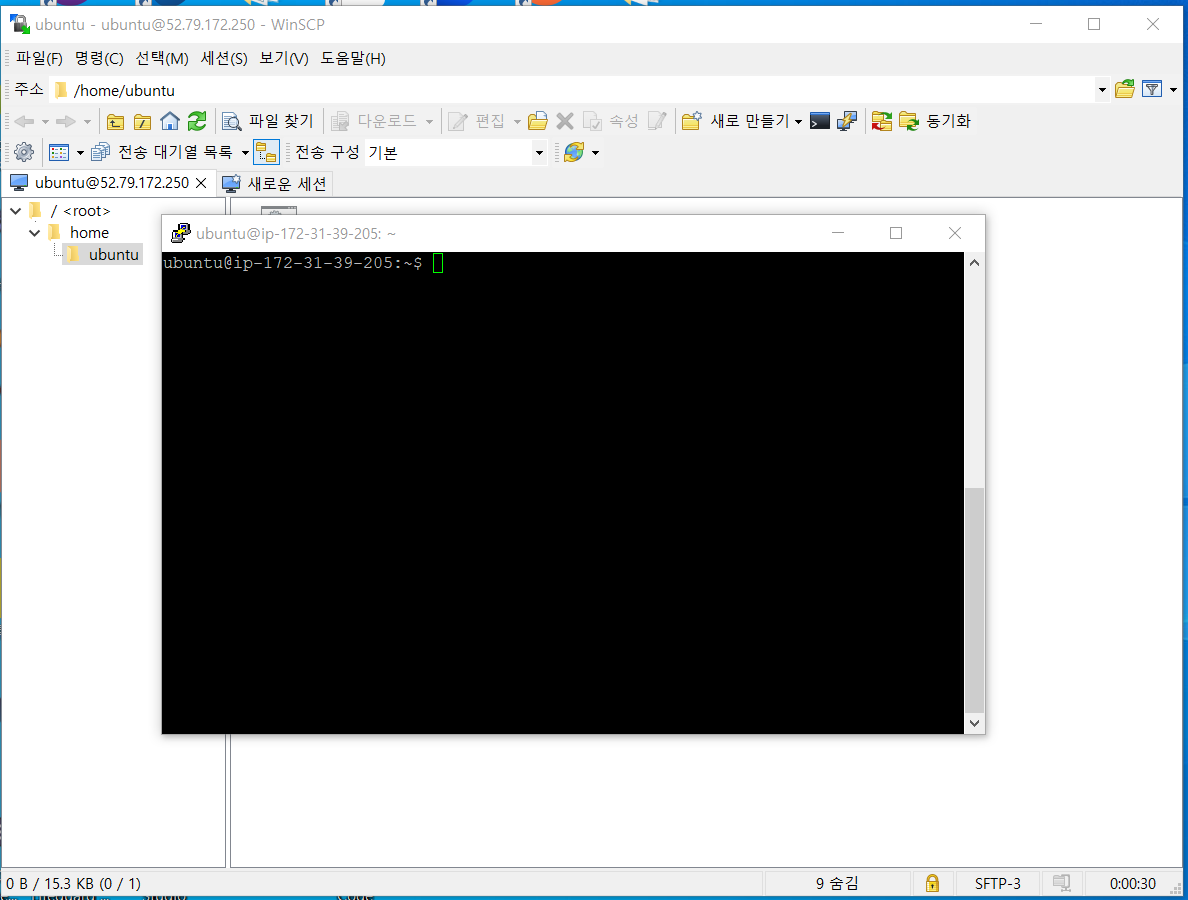 ubuntu - ubuntu@52.79.172.250 - WinSCP
파일(F) 명령(C) 선택(M) 세션(S) 보기(V) 도움말(H)
주소 /home/ubuntu
파일 찾기 다운로드 편집 속성 새로 만들기 동기화
전송 대기열 목록 전송 구성 기본
ubuntu@52.79.172.250 새로운 세션
/ <root>
home
ubuntu
ubuntu@ip-172-31-39-205: ~
ubuntu@ip-172-31-39-205:~$
0 B / 15.3 KB (0 / 1) 9 숨김 SFTP-3 0:00:30